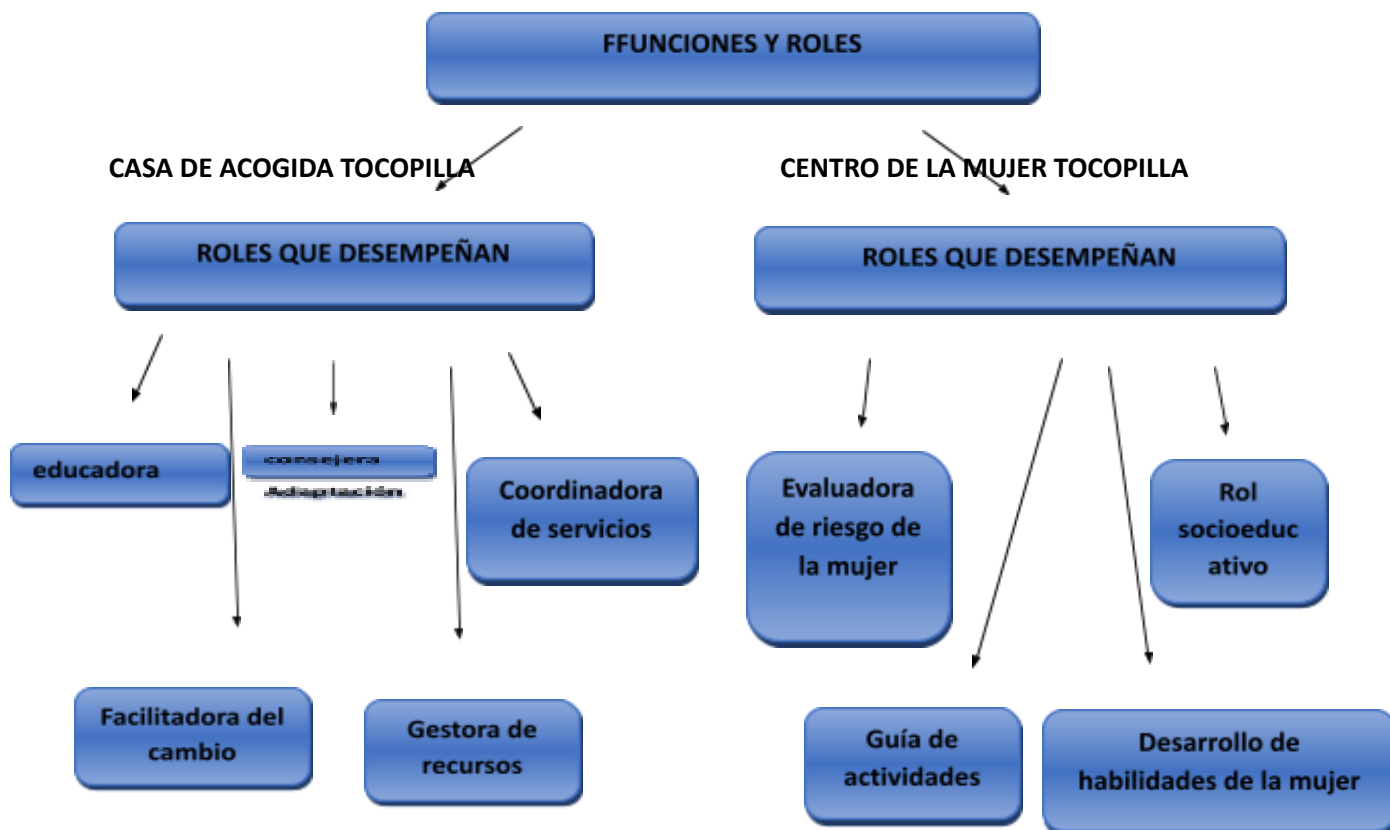 FFUNCIONES Y ROLES
CASA DE ACOGIDA TOCOPILLA
CENTRO DE LA MUJER TOCOPILLA
ROLES QUE DESEMPEÑAN
ROLES QUE DESEMPEÑAN
educadora
consejera
Adaptación
Coordinadora
de servicios
Evaluadora
de riesgo de
la mujer
Rol
socioeduc
ativo
Facilitadora del
cambio
Gestora de
recursos
Guía de
actividades
Desarrollo de
habilidades de la mujer